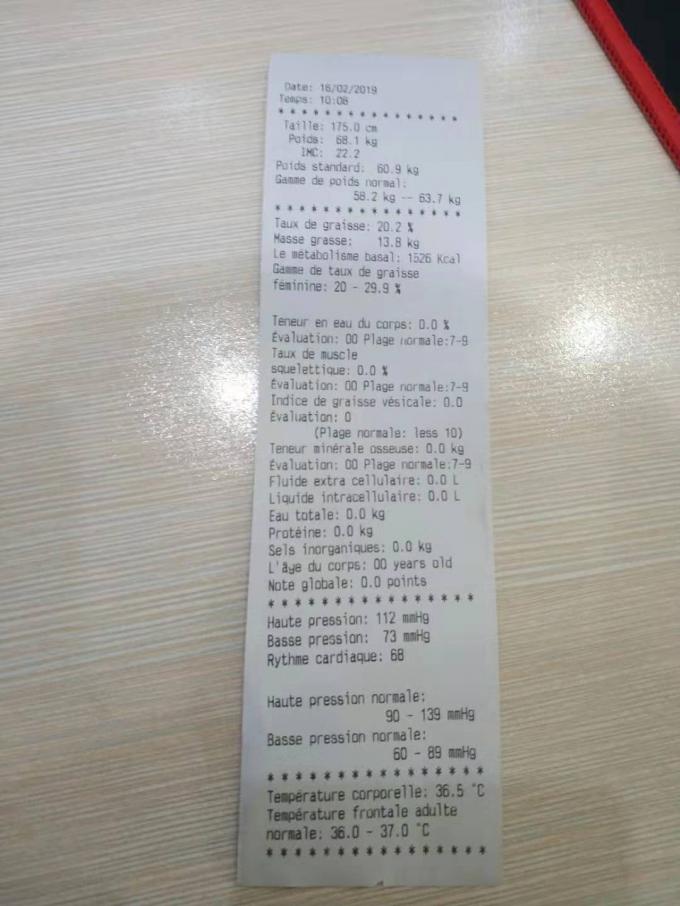 Date: 16/02/2019
Temps: 10:08
* * * * * * * * * * * * * * * *
Taille: 175.0 cm
Poids: 68.1 kg
IMC: 22.2
Poids standard: 60.9 kg
Gamme de poids normal:
58.2 kg -- 63.7 kg
* * * * * * * * * * * * * * * *
Taux de graisse: 20.2 %
Masse grasse: 13.8 kg
Le métabolisme basal: 1526 Kcal
Gamme de taux de graisse
féminine: 20 - 29.9 %
Teneur en eau du corps: 0.0 %
Évaluation: 00 Plage normale:7-9
Taux de muscle
squelettique: 0.0 %
Évaluation: 00 Plage normale:7-9
Indice de graisse vésicale: 0.0
Évaluation: 0
(Plage normale: less 10)
Teneur minérale osseuse: 0.0 kg
Évaluation: 00 Plage normale:7-9
Fluide extra cellulaire: 0.0 L
Liquide intracellulaire: 0.0 L
Eau totale: 0.0 kg
Protéine: 0.0 kg
Sels inorganiques: 0.0 kg
L'âye du corps: 00 years old
Note globale: 0.0 points
* * * * * * * * * * * * * * * *
Haute pression: 112 mmHg
Basse pression: 73 mmHg
Rythme cardiaque: 68
Haute pression normale:
90 - 139 mmHg
Basse pression normale:
60 - 89 mmHg
* * * * * * * * * * * * * * * *
Température corporelle: 36.5 °C
Température frontale adulte
normale: 36.0 - 37.0 °C
* * * * * * * * * * * * * * * *